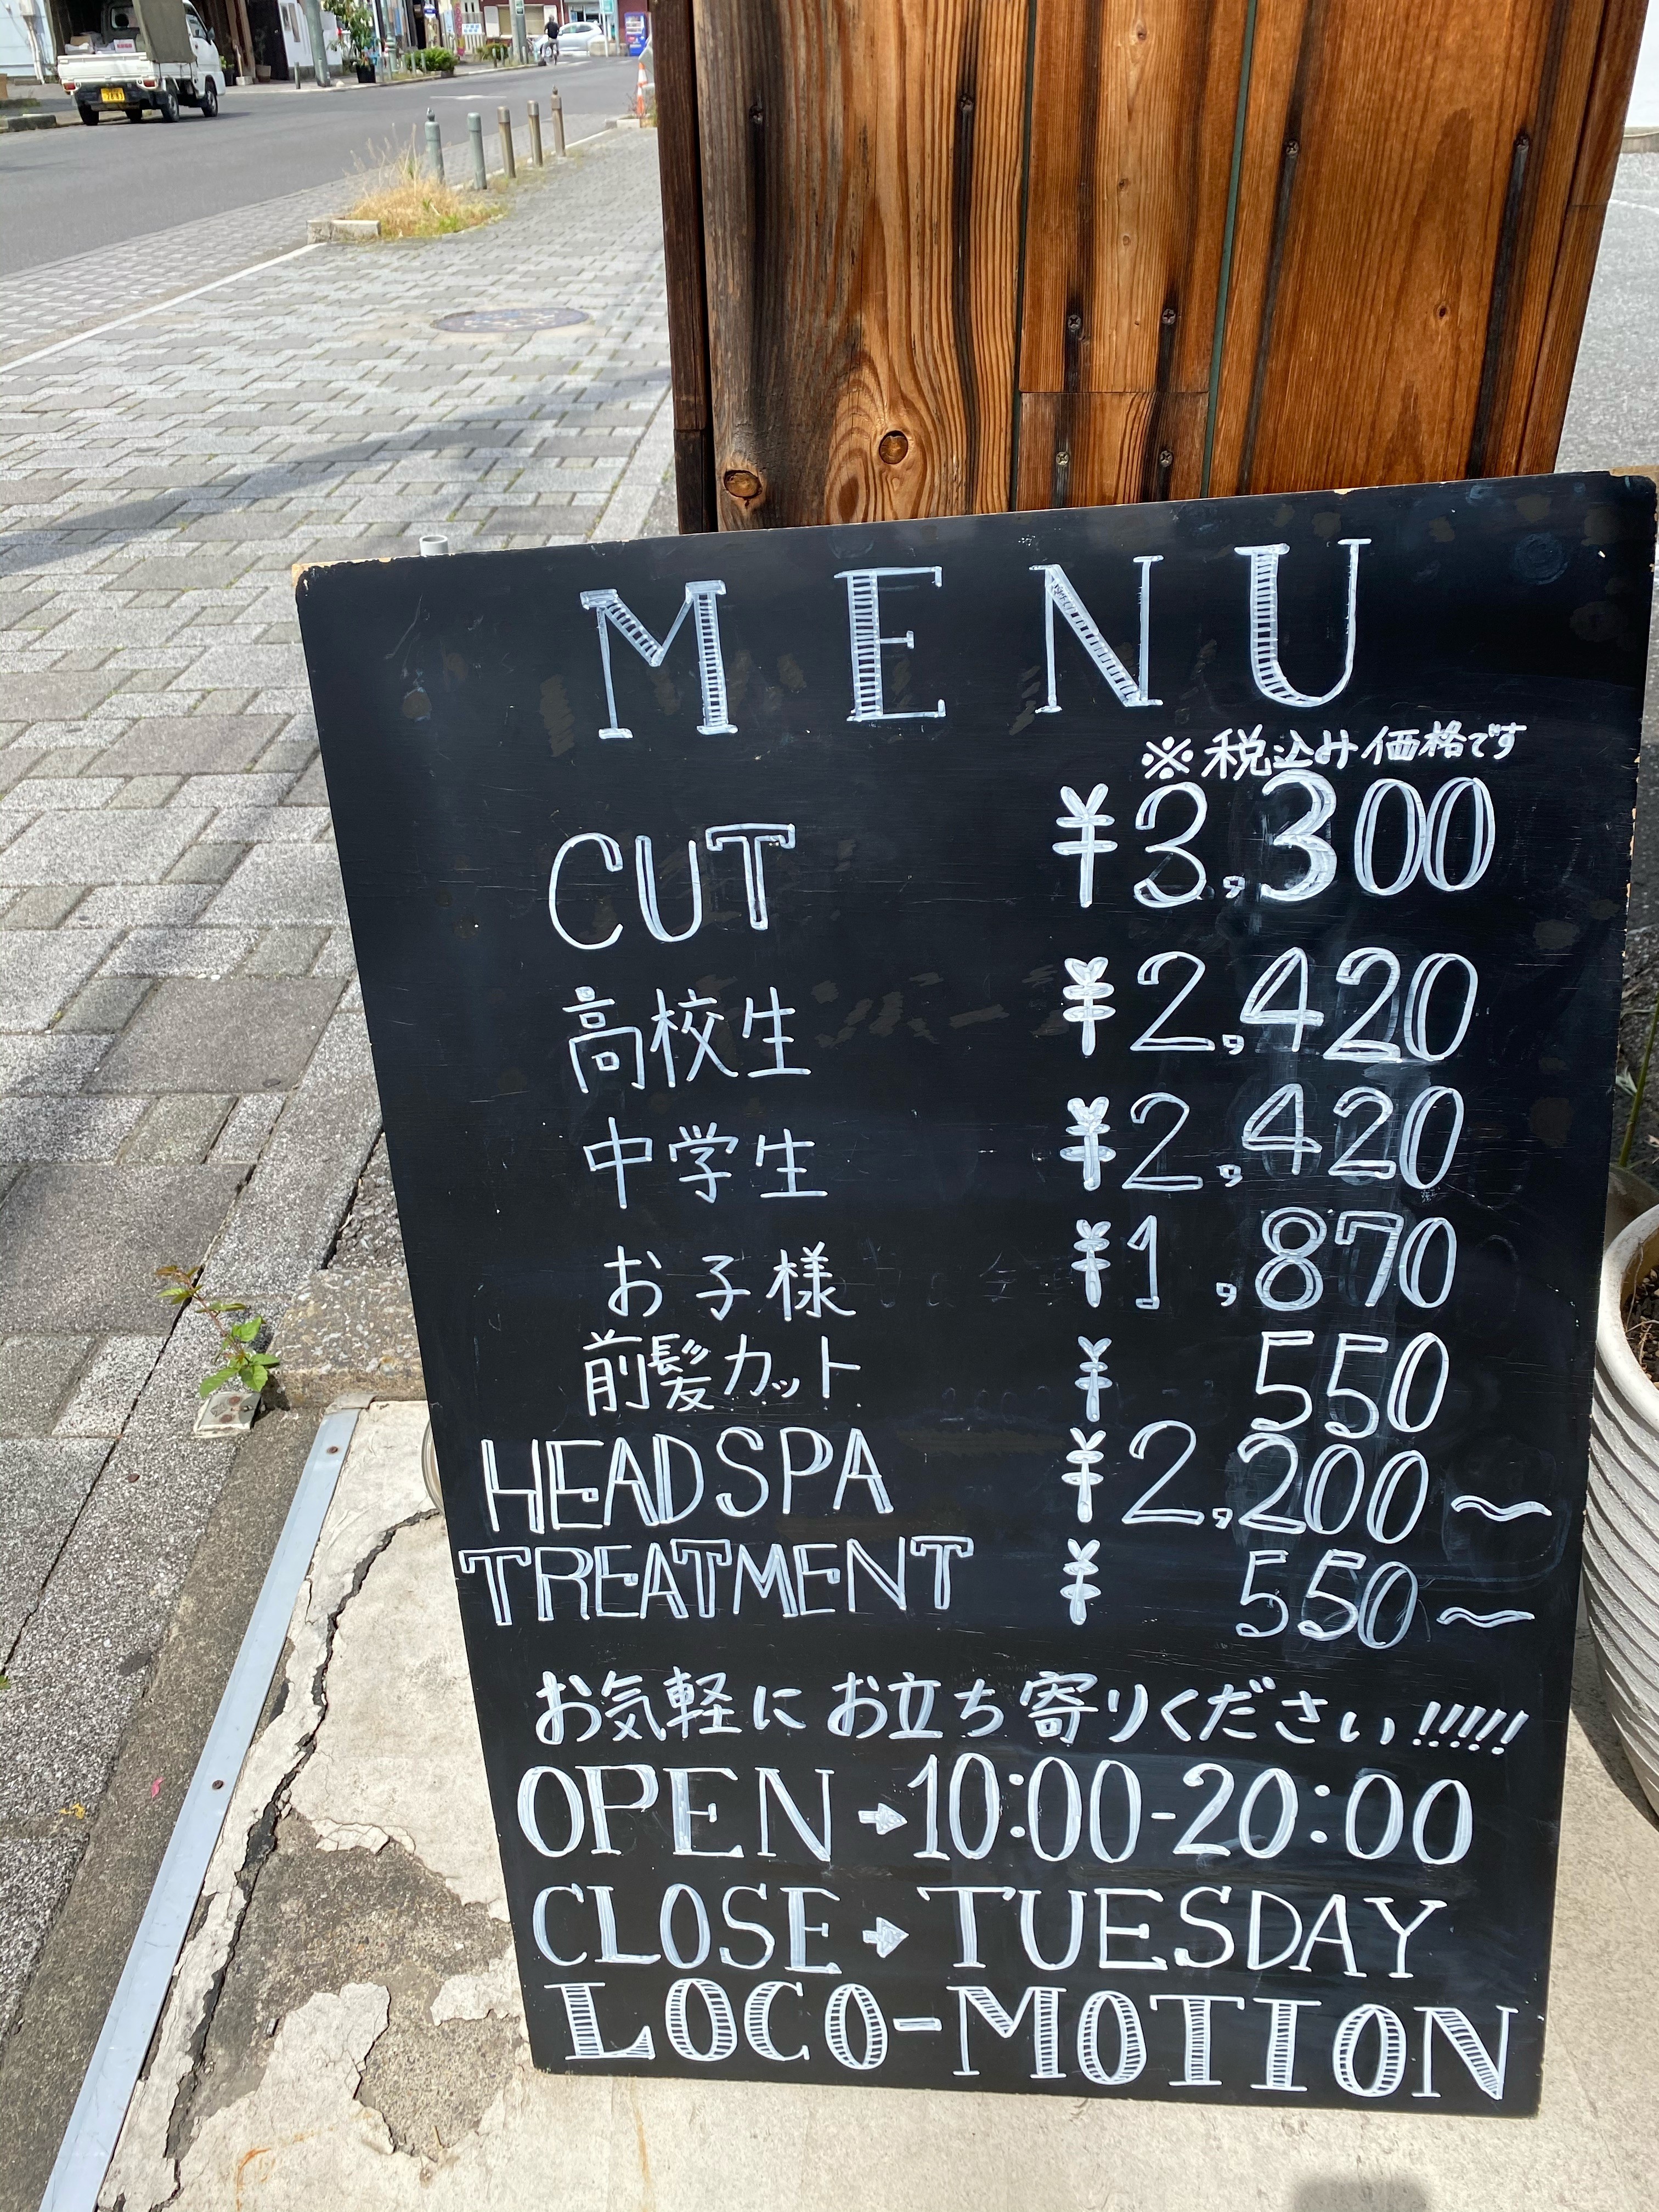 MENU
※税込み価格です
CUT ¥3,300
高校生 ¥2,420
中学生 ¥2,420
お子様 ¥1,870
前髪カット ¥550
HEADSPA ¥2,200〜
TREATMENT ¥550〜
お気軽にお立ち寄りください!!!!!
OPEN→10:00-20:00
CLOSE→TUESDAY
LOCO-MOTION